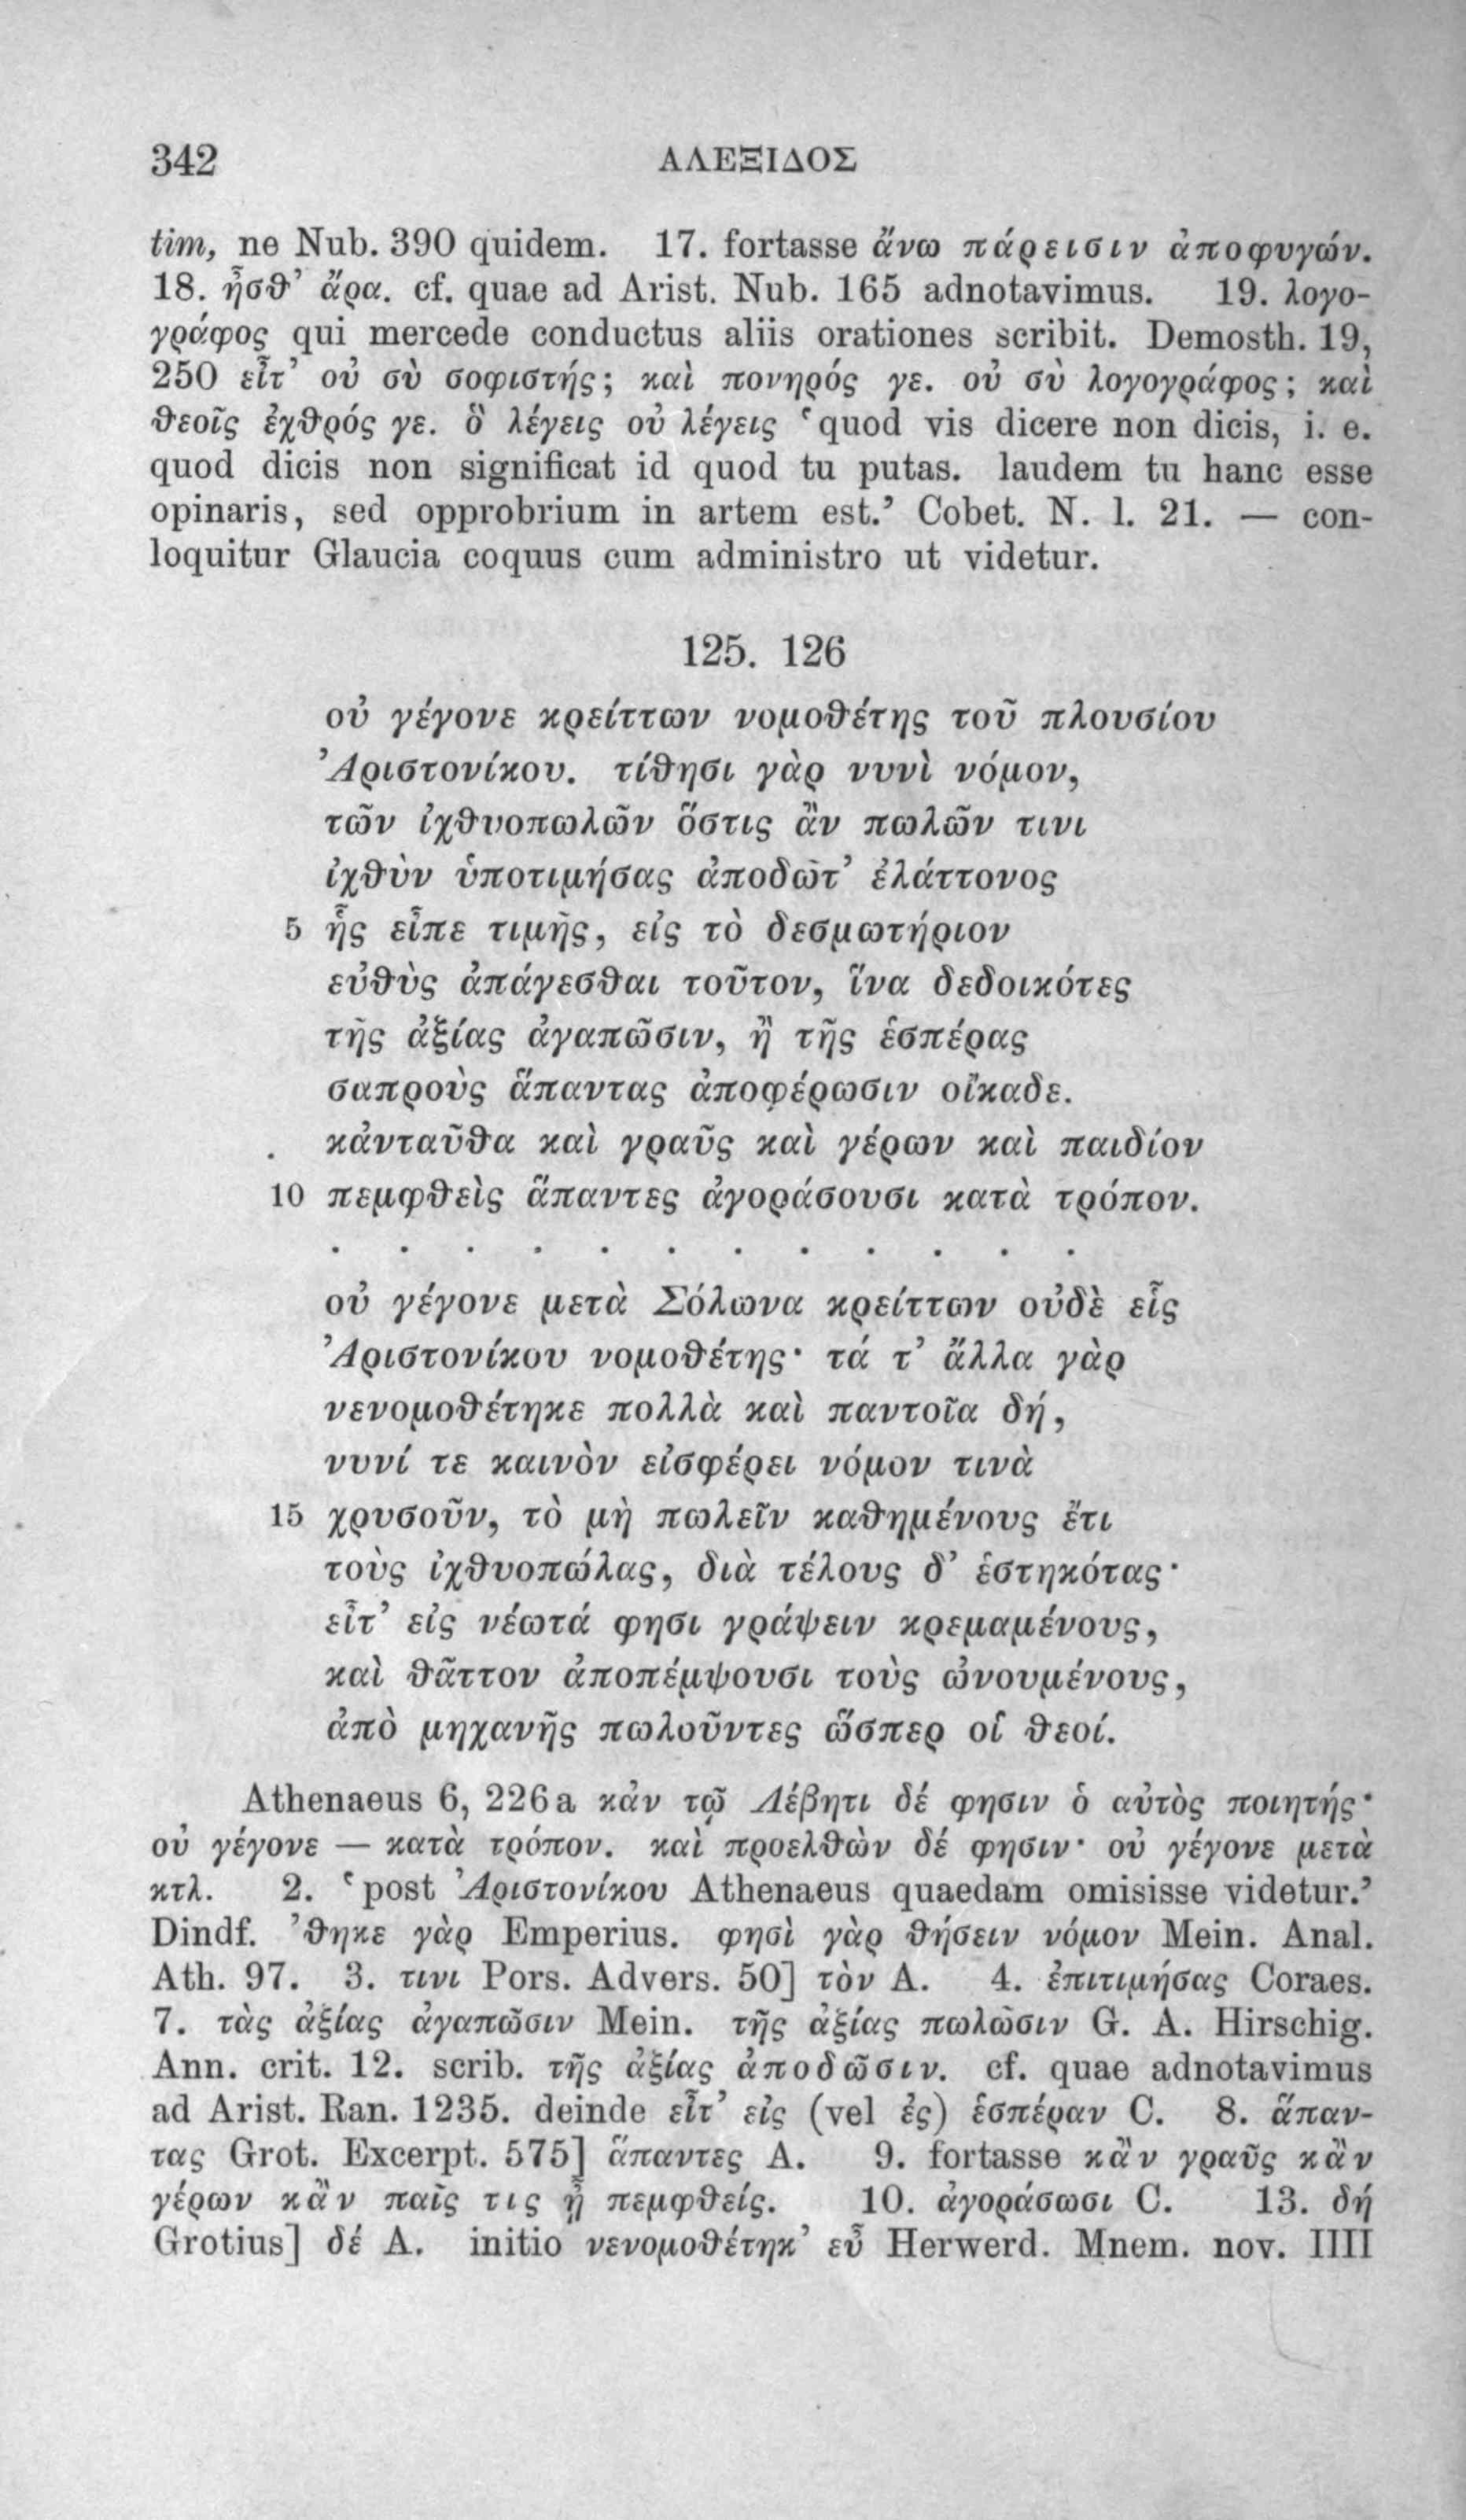 342 ΑΛΕΞΙΔΟΣ
tim, ne Nub. 390 quidem. 17. fortasse ἄνω πάρεισιν ἀποφυγών.
18. ἦσθ’ ἄρα. cf. quae ad Arist. Nub. 165 adnotavimus. 19. λογο-
γράφος qui mercede conductus aliis orationes scribit. Demosth. 19,
250 εἶτ’ οὐ σὺ σοφιστής; καὶ πονηρός γε. οὐ σὺ λογογράφος; καὶ
θεοῖς ἐχθρός γε. ὃ λέγεις οὐ λέγεις ‘quod vis dicere non dicis, i. e.
quod dicis non significat id quod tu putas. laudem tu hanc esse
opinaris, sed opprobrium in artem est.’ Cobet. N. l. 21. — con-
loquitur Glaucia coquus cum administro ut videtur.
125. 126
οὐ γέγονε κρείττων νομοθέτης τοῦ πλουσίου
Ἀριστονίκου. τίθησι γὰρ νυνὶ νόμον,
τῶν ἰχθυοπωλῶν ὅστις ἂν πωλῶν τινι
ἰχθὺν ὑποτιμήσας ἀποδῶτ’ ἐλάττονος
5 ἧς εἶπε τιμῆς, εἰς τὸ δεσμωτήριον
εὐθὺς ἀπάγεσθαι τοῦτον, ἵνα δεδοικότες
τῆς ἀξίας ἀγαπῶσιν, ἢ τῆς ἑσπέρας
σαπροὺς ἅπαντας ἀποφέρωσιν οἴκαδε.
κἀνταῦθα καὶ γραῦς καὶ γέρων καὶ παιδίον
10 πεμφθεὶς ἅπαντες ἀγοράσουσι κατὰ τρόπον.
. . . . . . . . . . . .
οὐ γέγονε μετὰ Σόλωνα κρείττων οὐδὲ εἷς
Ἀριστονίκου νομοθέτης· τά τ’ ἄλλα γὰρ
νενομοθέτηκε πολλὰ καὶ παντοῖα δή,
νυνί τε καινὸν εἰσφέρει νόμον τινὰ
15 χρυσοῦν, τὸ μὴ πωλεῖν καθημένους ἔτι
τοὺς ἰχθυοπώλας, διὰ τέλους δ’ ἑστηκότας·
εἶτ’ εἰς νέωτά φησι γράψειν κρεμαμένους,
καὶ θᾶττον ἀποπέμψουσι τοὺς ὠνουμένους,
ἀπὸ μηχανῆς πωλοῦντες ὥσπερ οἱ θεοί.
Athenaeus 6, 226a κἀν τῷ Λέβητι δέ φησιν ὁ αὐτὸς ποιητής·
οὐ γέγονε — κατὰ τρόπον. καὶ προελθὼν δέ φησιν· οὐ γέγονε μετὰ
κτλ. 2. ‘post Ἀριστονίκου Athenaeus quaedam omisisse videtur.’
Dindf. ’θηκε γὰρ Emperius. φησὶ γὰρ θήσειν νόμον Mein. Anal.
Ath. 97. 3. τινι Pors. Advers. 50] τὸν A. 4. ἐπιτιμήσας Coraes.
7. τὰς ἀξίας ἀγαπῶσιν Mein. τῆς ἀξίας πωλῶσιν G. A. Hirschig.
Ann. crit. 12. scrib. τῆς ἀξίας ἀποδῶσιν. cf. quae adnotavimus
ad Arist. Ran. 1235. deinde εἶτ’ εἰς (vel ἐς) ἑσπέραν C. 8. ἅπαν-
τας Grot. Excerpt. 575] ἅπαντες A. 9. fortasse κἂν γραῦς κἂν
γέρων κἂν παῖς τις ᾖ πεμφθείς. 10. ἀγοράσωσι C. 13. δή
Grotius] δέ A. initio νενομοθέτηκ’ εὖ Herwerd. Mnem. nov. IIII